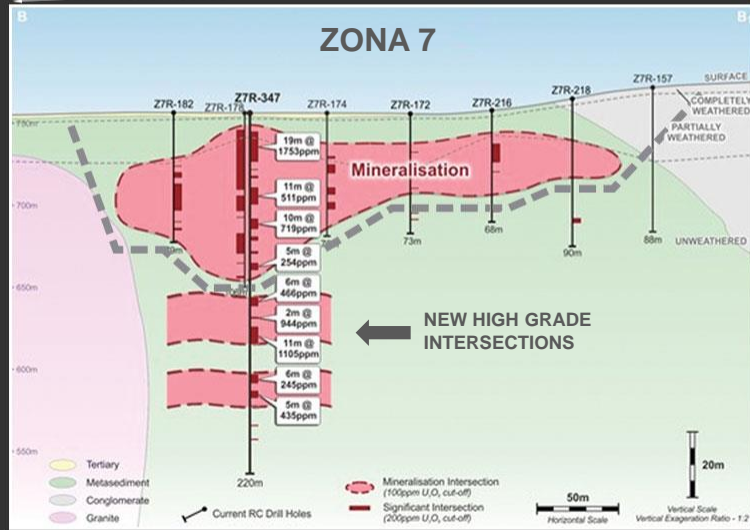 B
B
ZONA 7
Z7R-182
Z7R-178
Z7R-347
Z7R-174
Z7R-172
Z7R-216
Z7R-218
Z7R-157
SURFACE
COMPLETELY
WEATHERED
PARTIALLY
WEATHERED
UNWEATHERED
750m
700m
650m
600m
550m
19m @
1753ppm
11m @
511ppm
10m @
719ppm
5m @
254ppm
6m @
466ppm
2m @
944ppm
11m @
1105ppm
6m @
245ppm
5m @
435ppm
Mineralisation
73m
68m
90m
88m
220m
NEW HIGH GRADE
INTERSECTIONS
Tertiary
Metasediment
Conglomerate
Granite
Current RC Drill Holes
Mineralisation Intersection
(100ppm U₃O₈ cut-off)
Significant Intersection
(200ppm U₃O₈ cut-off)
50m
Horizontal Scale
20m
Vertical Scale
Vertical Exageration Ratio - 1:2